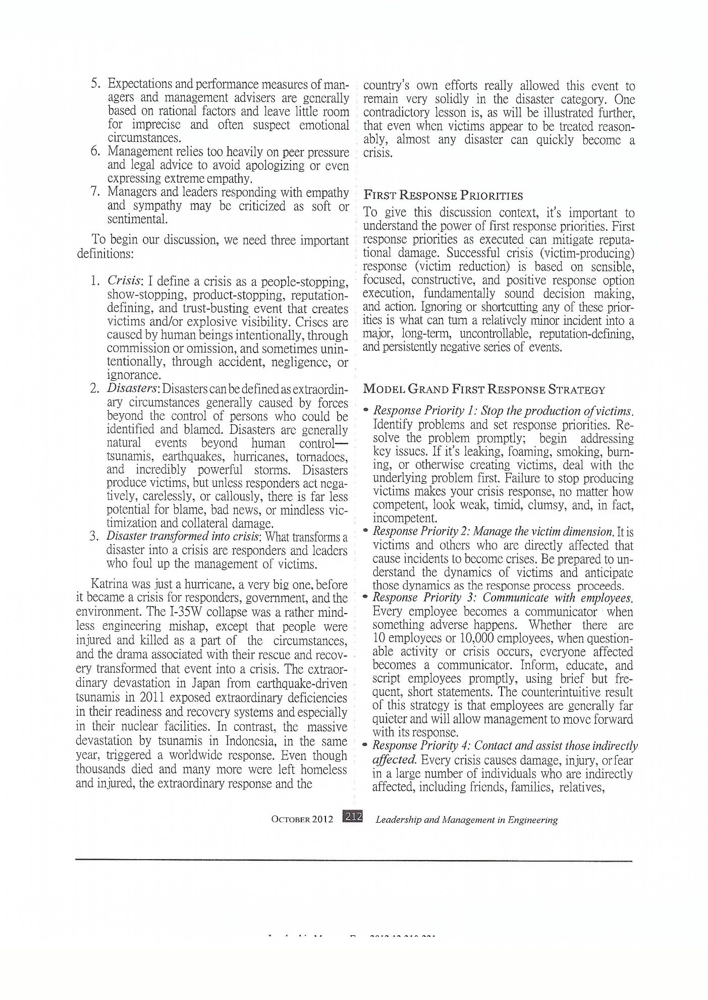 5. Expectations and performance measures of man-
agers and management advisers are generally
based on rational factors and leave little room
for imprecise and often suspect emotional
circumstances.
6. Management relies too heavily on peer pressure
and legal advice to avoid apologizing or even
expressing extreme empathy.
7. Managers and leaders responding with empathy
and sympathy may be criticized as soft or
sentimental.
To begin our discussion, we need three important
definitions:
1. Crisis: I define a crisis as a people-stopping,
show-stopping, product-stopping, reputation-
defining, and trust-busting event that creates
victims and/or explosive visibility. Crises are
caused by human beings intentionally, through
commission or omission, and sometimes unin-
tentionally, through accident, negligence, or
ignorance.
2. Disasters: Disasters can be defined as extraordin-
ary circumstances generally caused by forces
beyond the control of persons who could be
identified and blamed. Disasters are generally
natural events beyond human control—
tsunamis, earthquakes, hurricanes, tornadoes,
and incredibly powerful storms. Disasters
produce victims, but unless responders act nega-
tively, carelessly, or callously, there is far less
potential for blame, bad news, or mindless vic-
timization and collateral damage.
3. Disaster transformed into crisis: What transforms a
disaster into a crisis are responders and leaders
who foul up the management of victims.
Katrina was just a hurricane, a very big one, before
it became a crisis for responders, government, and the
environment. The I-35W collapse was a rather mind-
less engineering mishap, except that people were
injured and killed as a part of the circumstances,
and the drama associated with their rescue and recov-
ery transformed that event into a crisis. The extraor-
dinary devastation in Japan from earthquake-driven
tsunamis in 2011 exposed extraordinary deficiencies
in their readiness and recovery systems and especially
in their nuclear facilities. In contrast, the massive
devastation by tsunamis in Indonesia, in the same
year, triggered a worldwide response. Even though
thousands died and many more were left homeless
and injured, the extraordinary response and the
country's own efforts really allowed this event to
remain very solidly in the disaster category. One
contradictory lesson is, as will be illustrated further,
that even when victims appear to be treated reason-
ably, almost any disaster can quickly become a
crisis.
FIRST RESPONSE PRIORITIES
To give this discussion context, it's important to
understand the power of first response priorities. First
response priorities as executed can mitigate reputa-
tional damage. Successful crisis (victim-producing)
response (victim reduction) is based on sensible,
focused, constructive, and positive response option
execution, fundamentally sound decision making,
and action. Ignoring or shortcutting any of these prior-
ities is what can turn a relatively minor incident into a
major, long-term, uncontrollable, reputation-defining,
and persistently negative series of events.
MODEL GRAND FIRST RESPONSE STRATEGY
• Response Priority 1: Stop the production of victims.
Identify problems and set response priorities. Re-
solve the problem promptly; begin addressing
key issues. If it's leaking, foaming, smoking, burn-
ing, or otherwise creating victims, deal with the
underlying problem first. Failure to stop producing
victims makes your crisis response, no matter how
competent, look weak, timid, clumsy, and, in fact,
incompetent.
• Response Priority 2: Manage the victim dimension. It is
victims and others who are directly affected that
cause incidents to become crises. Be prepared to un-
derstand the dynamics of victims and anticipate
those dynamics as the response process proceeds.
• Response Priority 3: Communicate with employees.
Every employee becomes a communicator when
something adverse happens. Whether there are
10 employees or 10,000 employees, when question-
able activity or crisis occurs, everyone affected
becomes a communicator. Inform, educate, and
script employees promptly, using brief but fre-
quent, short statements. The counterintuitive result
of this strategy is that employees are generally far
quieter and will allow management to move forward
with its response.
• Response Priority 4: Contact and assist those indirectly
affected. Every crisis causes damage, injury, or fear
in a large number of individuals who are indirectly
affected, including friends, families, relatives,
OCTOBER 2012 212 Leadership and Management in Engineering